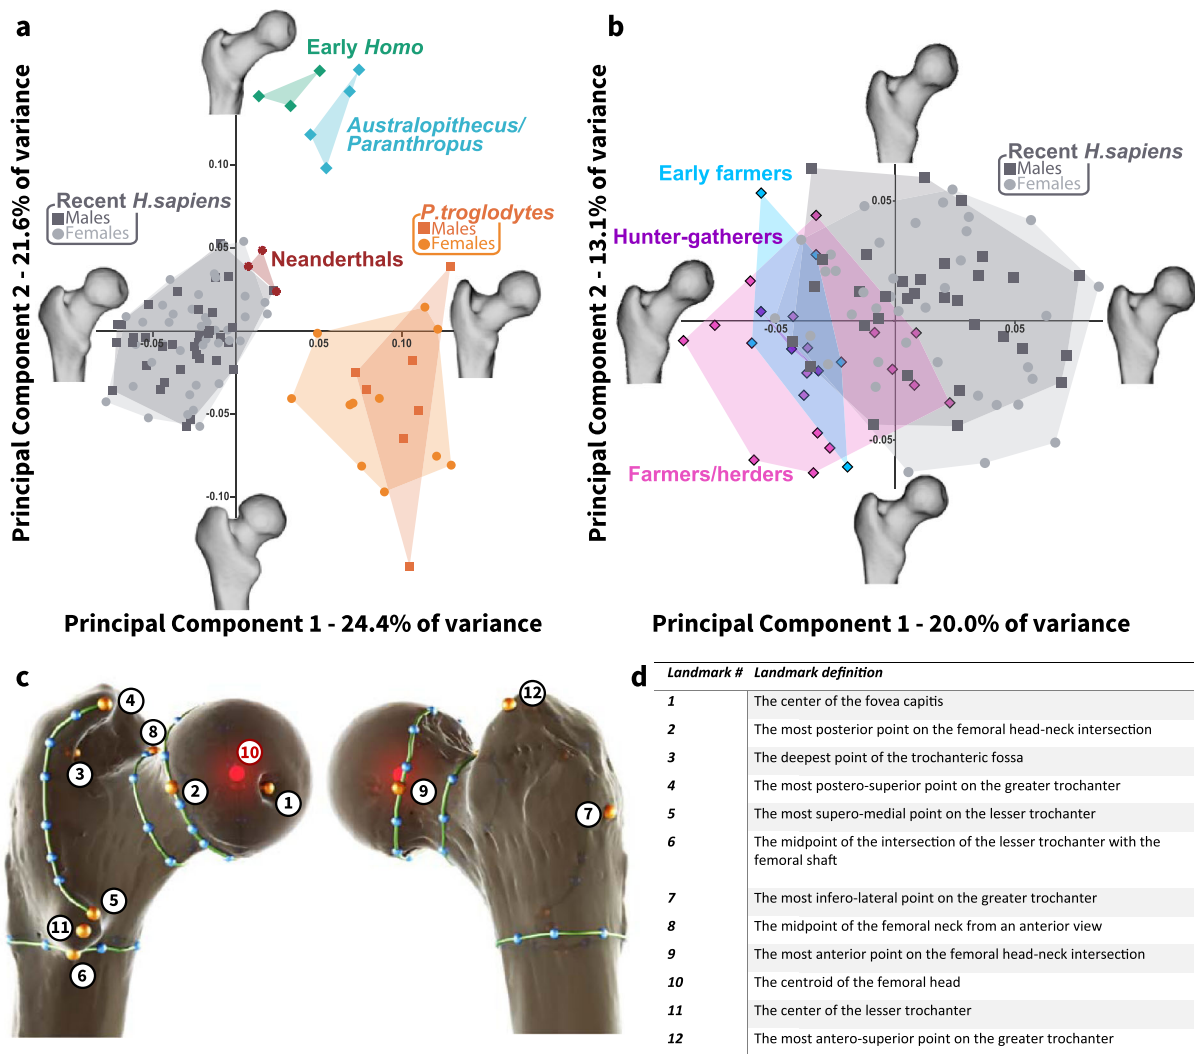 a
Principal Component 2 - 21.6% of variance
Early Homo
Australopithecus/
Paranthropus
0.10
Recent H.sapiens
Males
Females
P.troglodytes
Males
Females
0.05
Neanderthals
-0.05
0.05
0.10
-0.05
-0.10
Principal Component 1 - 24.4% of variance
b
Principal Component 2 - 13.1% of variance
Recent H.sapiens
Males
Females
Early farmers
0.05
Hunter-gatherers
-0.05
0.05
-0.05
Farmers/herders
Principal Component 1 - 20.0% of variance
c
4
8
10
3
2
1
5
11
6
12
9
7
d
Landmark # Landmark definition
1 The center of the fovea capitis
2 The most posterior point on the femoral head-neck intersection
3 The deepest point of the trochanteric fossa
4 The most postero-superior point on the greater trochanter
5 The most supero-medial point on the lesser trochanter
6 The midpoint of the intersection of the lesser trochanter with the
femoral shaft
7 The most infero-lateral point on the greater trochanter
8 The midpoint of the femoral neck from an anterior view
9 The most anterior point on the femoral head-neck intersection
10 The centroid of the femoral head
11 The center of the lesser trochanter
12 The most antero-superior point on the greater trochanter